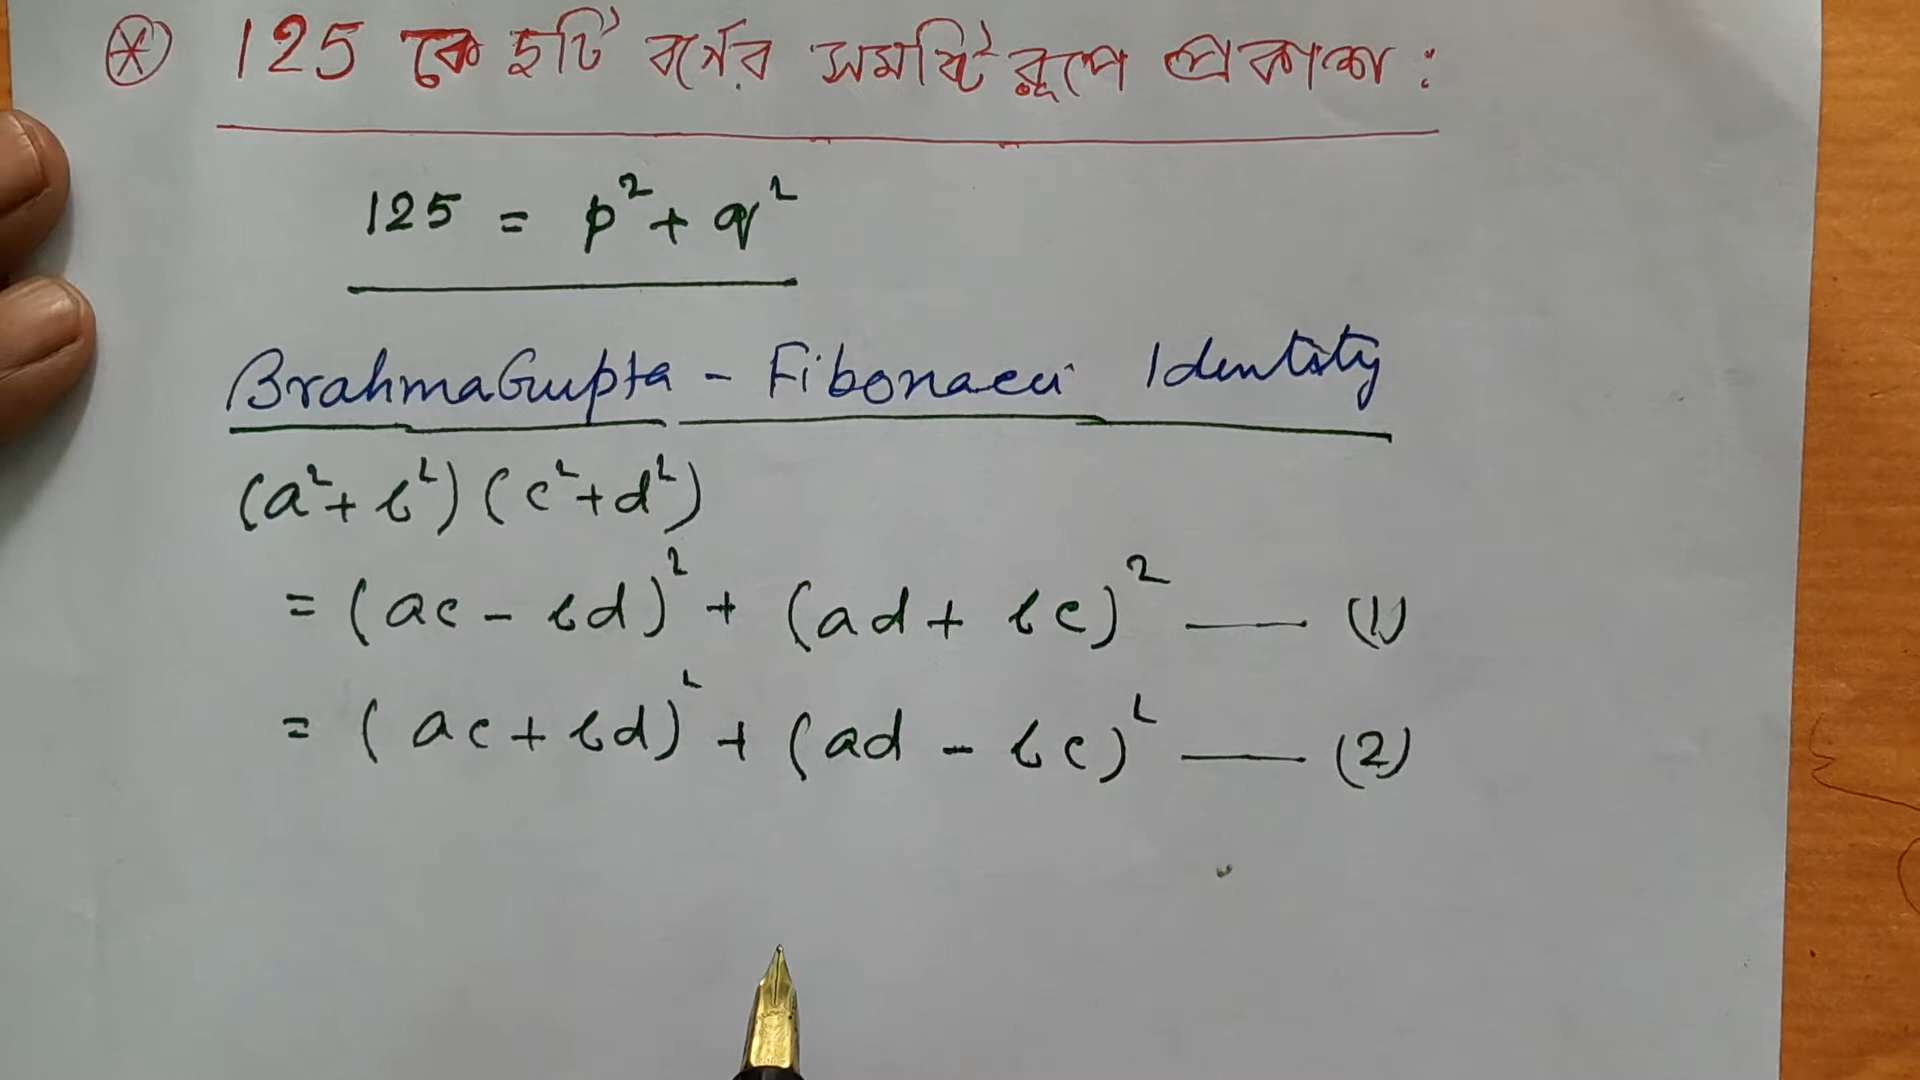 * 125 কে দুটি বর্গের সমষ্টিরূপে প্রকাশ :
125 = p² + q²
BrahmaGupta - Fibonacci Identity
(a² + b²) (c² + d²)
= (ac - bd)² + (ad + bc)² — (1)
= (ac + bd)² + (ad - bc)² — (2)